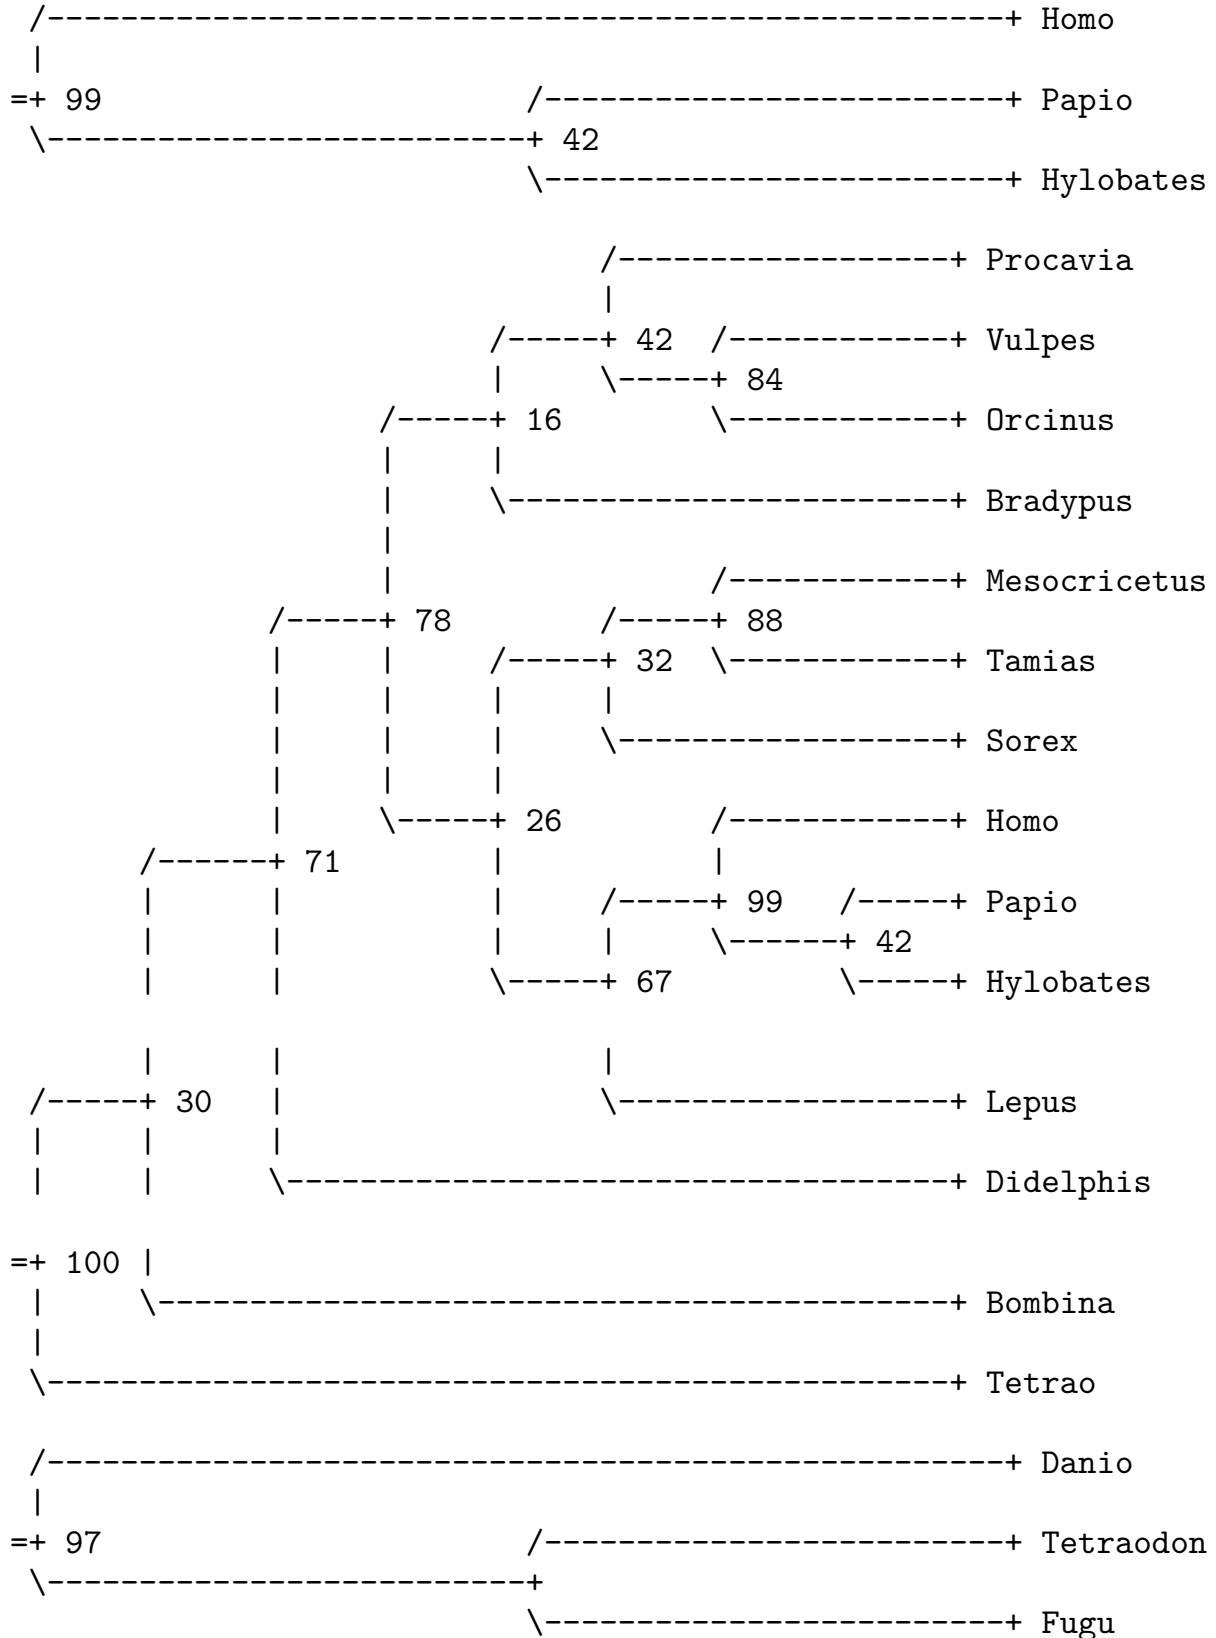 /----------------------------------------------------+ Homo
|
=+ 99 /-------------------------+ Papio
\--------------------------+ 42
\-------------------------+ Hylobates
/------------------+ Procavia
|
/-----+ 42 /------------+ Vulpes
| \-----+ 84
/-----+ 16 \------------+ Orcinus
| |
| \------------------------+ Bradypus
|
| /------------+ Mesocricetus
/-----+ 78 /-----+ 88
| | /-----+ 32 \------------+ Tamias
| | | |
| | | \------------------+ Sorex
| | |
| \-----+ 26 /------------+ Homo
/------+ 71 | |
| | | /-----+ 99 /-----+ Papio
| | | | \------+ 42
| | \-----+ 67 \-----+ Hylobates
| | |
/-----+ 30 | \------------------+ Lepus
| | |
| | \------------------------------------+ Didelphis
=+ 100 |
| \-------------------------------------------+ Bombina
|
\-------------------------------------------------+ Tetrao
/----------------------------------------------------+ Danio
|
=+ 97 /-------------------------+ Tetraodon
\--------------------------+
\-------------------------+ Fugu